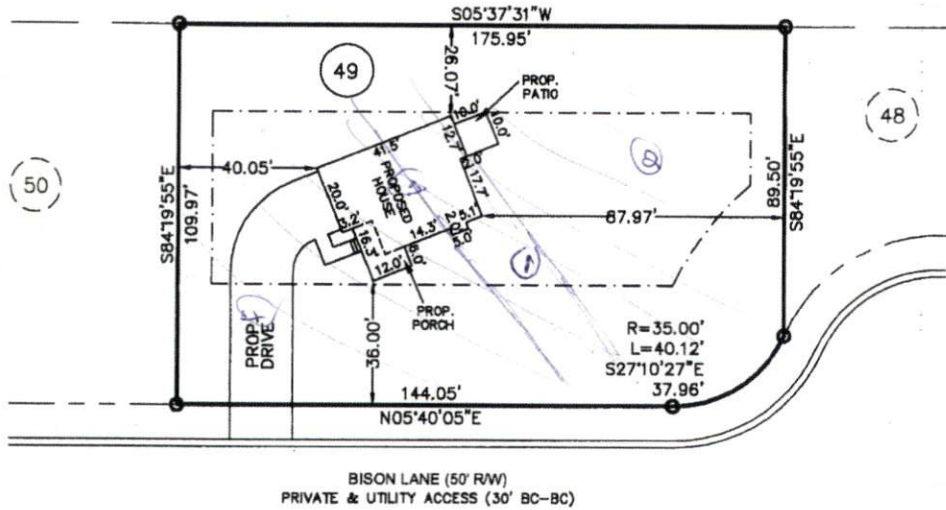 S05°37'31"W
175.95'
49
26.07'
PROP.
PATIO
10.0'
10.0'
12.7'
48
41.5'
50
40.05'
S84°19'55"E
109.97'
PROPOSED
HOUSE
17.7'
89.50'
S84°19'55"E
20.0'
5.1'
67.97'
14.3'
2.0'
16.3'
12.0'
6.0'
PROP.
PORCH
PROP.
DRIVE
36.00'
R=35.00'
L=40.12'
S27°10'27"E
37.96'
144.05'
N05°40'05"E
BISON LANE (50' R/W)
PRIVATE & UTILITY ACCESS (30' BC-BC)